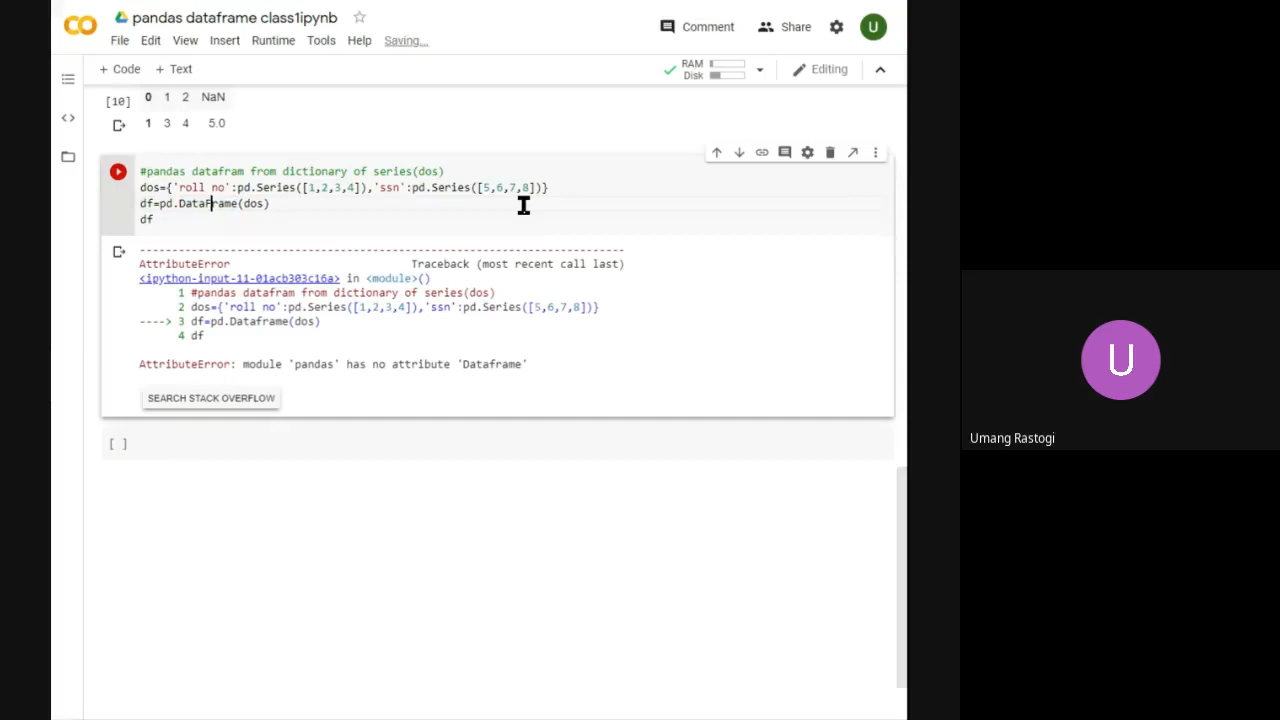 pandas dataframe class1ipynb
Comment
Share
U
File Edit View Insert Runtime Tools Help Saving...
+ Code + Text
RAM
Disk
Editing
[10] 0 1 2 NaN
1 3 4 5.0
#pandas datafram from dictionary of series(dos)
dos={'roll no':pd.Series([1,2,3,4]),'ssn':pd.Series([5,6,7,8])}
df=pd.DataFrame(dos)
df
---------------------------------------------------------------------------
AttributeError Traceback (most recent call last)
<ipython-input-11-01acb303c16a> in <module>()
1 #pandas datafram from dictionary of series(dos)
2 dos={'roll no':pd.Series([1,2,3,4]),'ssn':pd.Series([5,6,7,8])}
----> 3 df=pd.Dataframe(dos)
4 df
AttributeError: module 'pandas' has no attribute 'Dataframe'
SEARCH STACK OVERFLOW
[ ]
U
Umang Rastogi